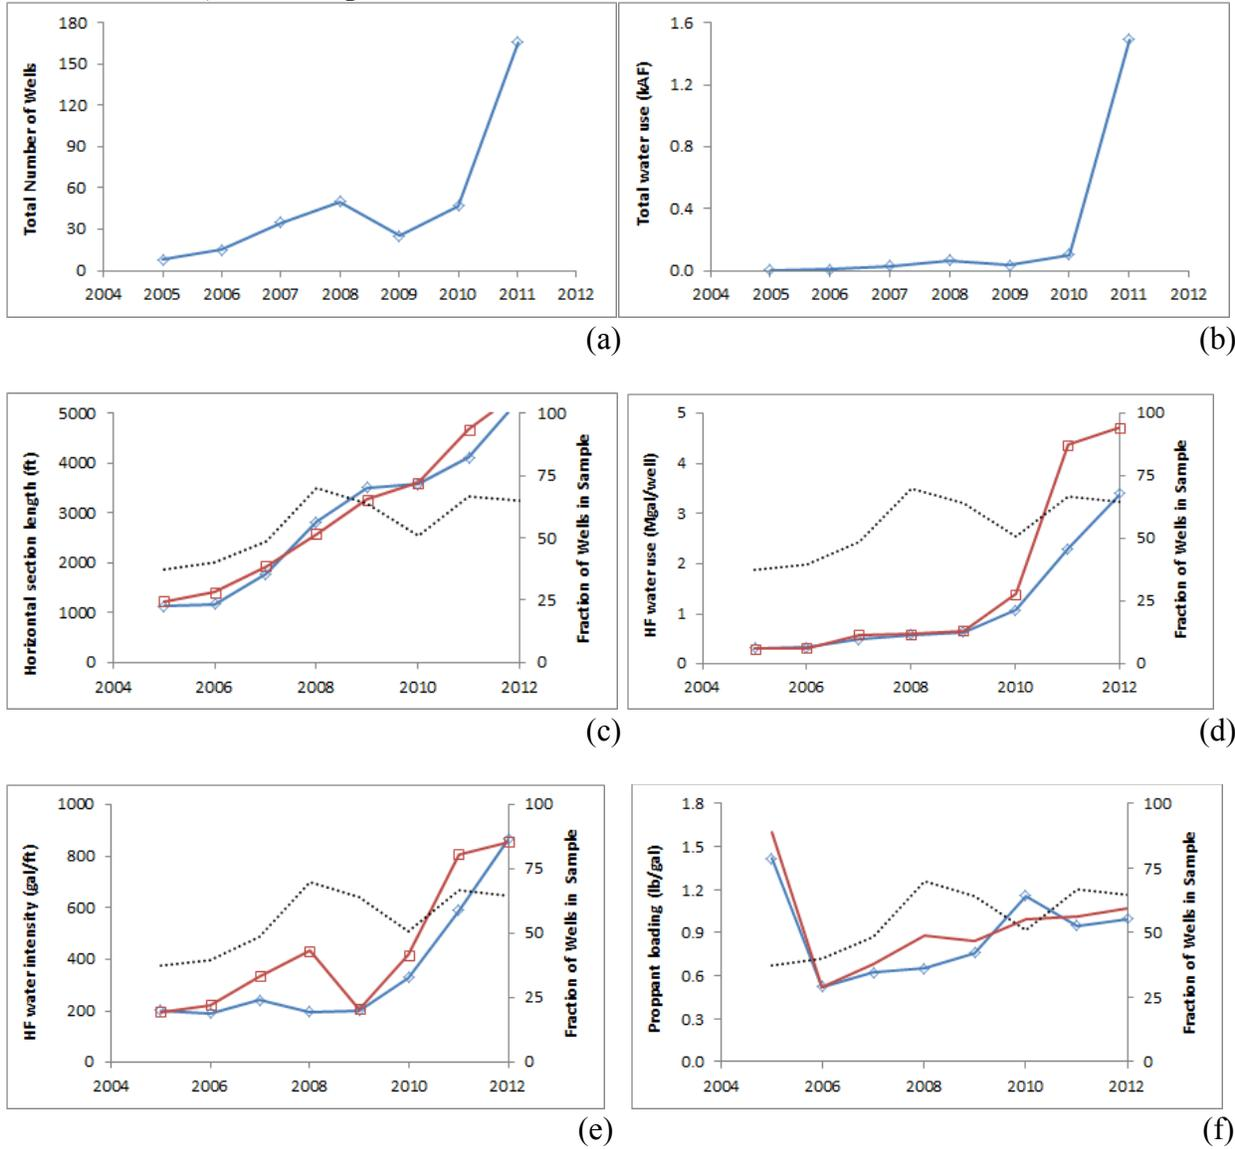 Total Number of Wells
180
150
120
90
60
30
0
2004 2005 2006 2007 2008 2009 2010 2011 2012
(a)
Total water use (kAF)
1.6
1.2
0.8
0.4
0.0
2004 2005 2006 2007 2008 2009 2010 2011 2012
(b)
Horizontal section length (ft)
5000
4000
3000
2000
1000
0
2004 2006 2008 2010 2012
100
75
50
25
0
Fraction of Wells in Sample
(c)
HF water use (Mgal/well)
5
4
3
2
1
0
2004 2006 2008 2010 2012
100
75
50
25
0
Fraction of Wells in Sample
(d)
HF water intensity (gal/ft)
1000
800
600
400
200
0
2004 2006 2008 2010 2012
100
75
50
25
0
Fraction of Wells in Sample
(e)
Proppant loading (lb/gal)
1.8
1.5
1.2
0.9
0.6
0.3
0.0
2004 2006 2008 2010 2012
100
75
50
25
0
Fraction of Wells in Sample
(f)